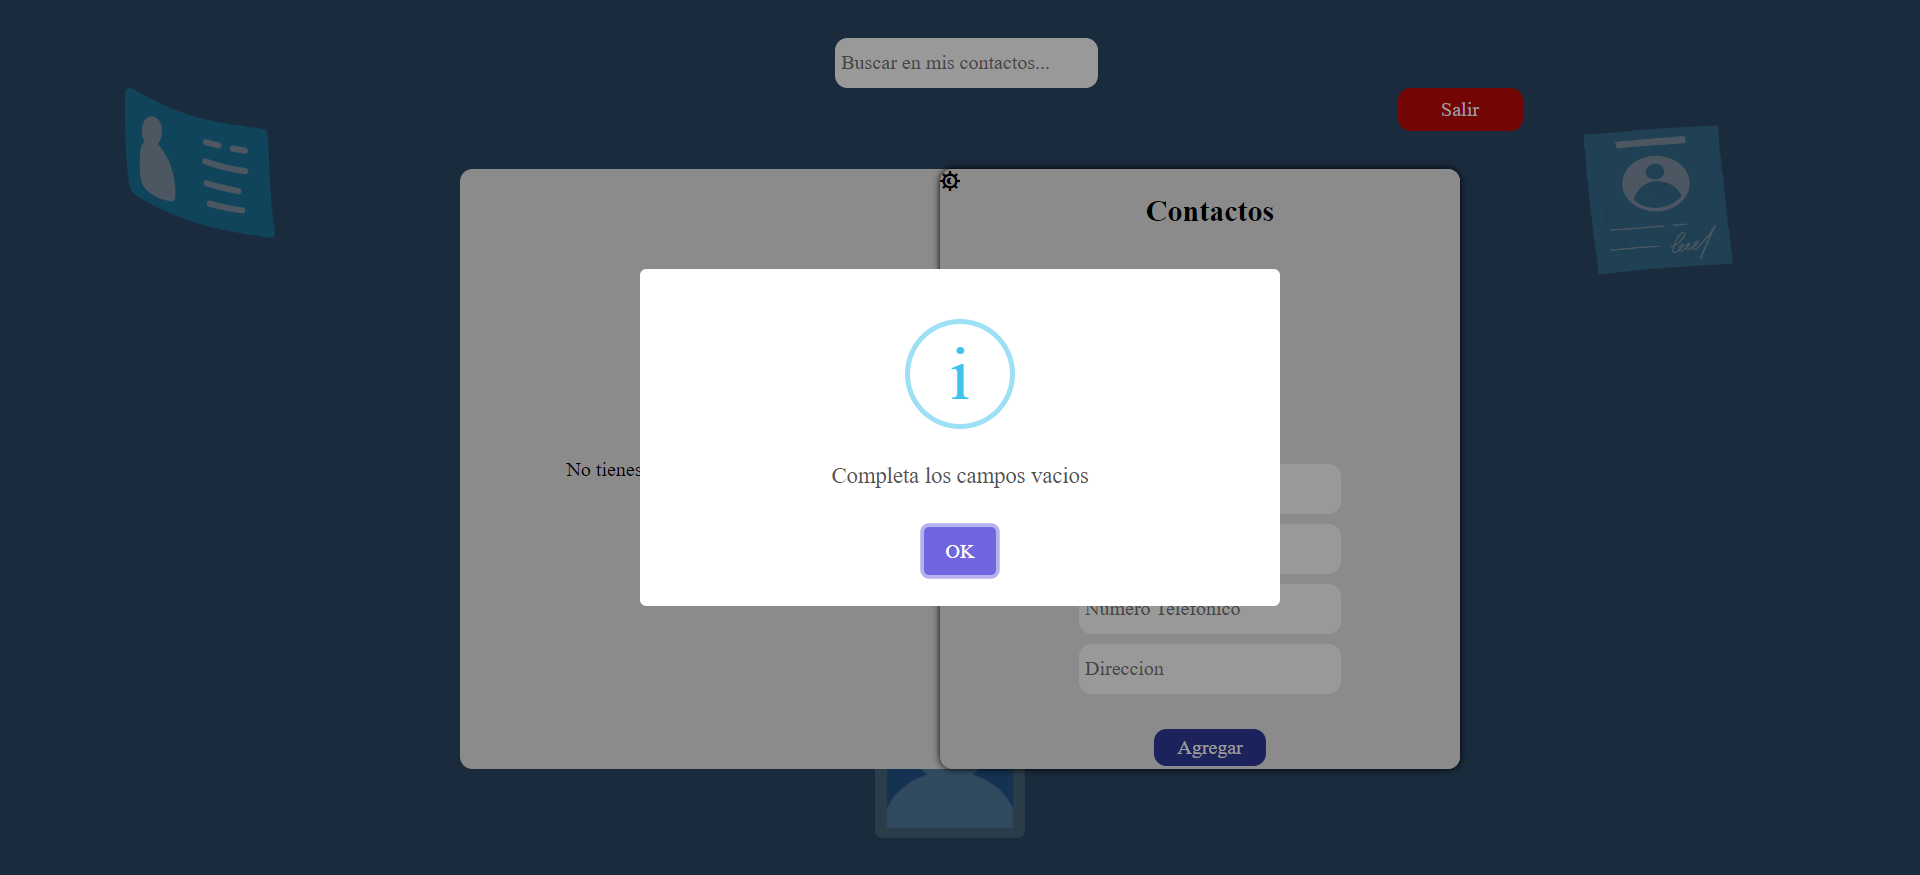 Buscar en mis contactos...
Salir
Contactos
No tienes
i
Completa los campos vacios
OK
Numero Telefonico
Direccion
Agregar